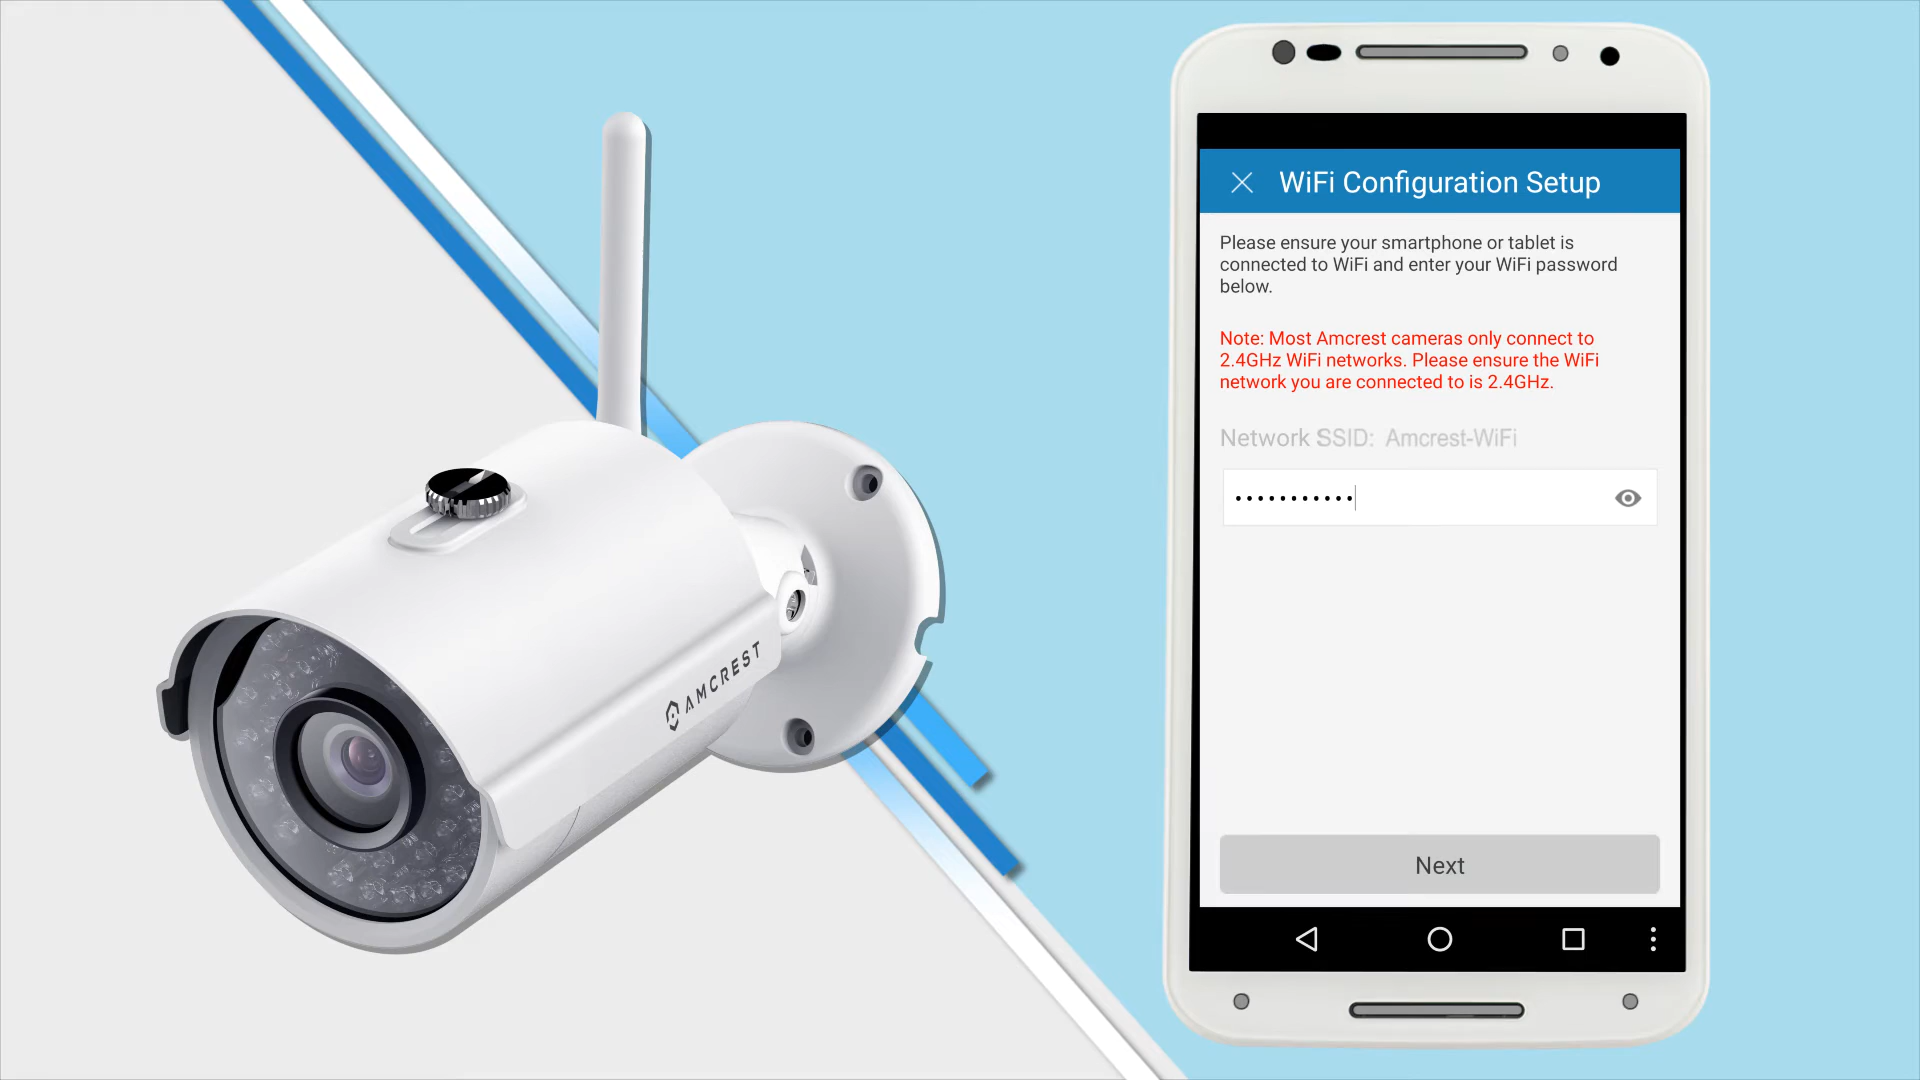 AMCREST
WiFi Configuration Setup
Please ensure your smartphone or tablet is
connected to WiFi and enter your WiFi password
below.
Note: Most Amcrest cameras only connect to
2.4GHz WiFi networks. Please ensure the WiFi
network you are connected to is 2.4GHz.
Network SSID: Amcrest-WiFi
•••••••••••
Next